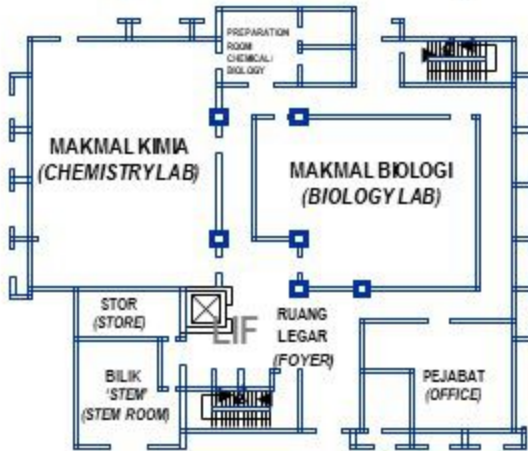 PREPARATION
ROOM
CHEMICAL/
BIOLOGY
MAKMAL KIMIA
(CHEMISTRY LAB)
MAKMAL BIOLOGI
(BIOLOGY LAB)
STOR
(STORE)
LIF
RUANG
LEGAR
(FOYER)
BILIK
'STEM'
(STEM ROOM)
PEJABAT
(OFFICE)